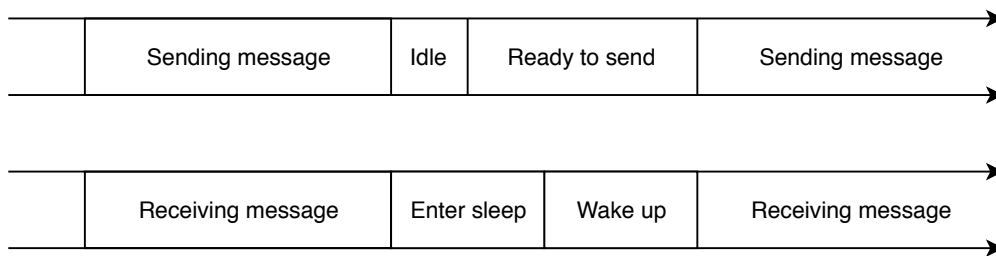 Sending message Idle Ready to send Sending message
Receiving message Enter sleep Wake up Receiving message